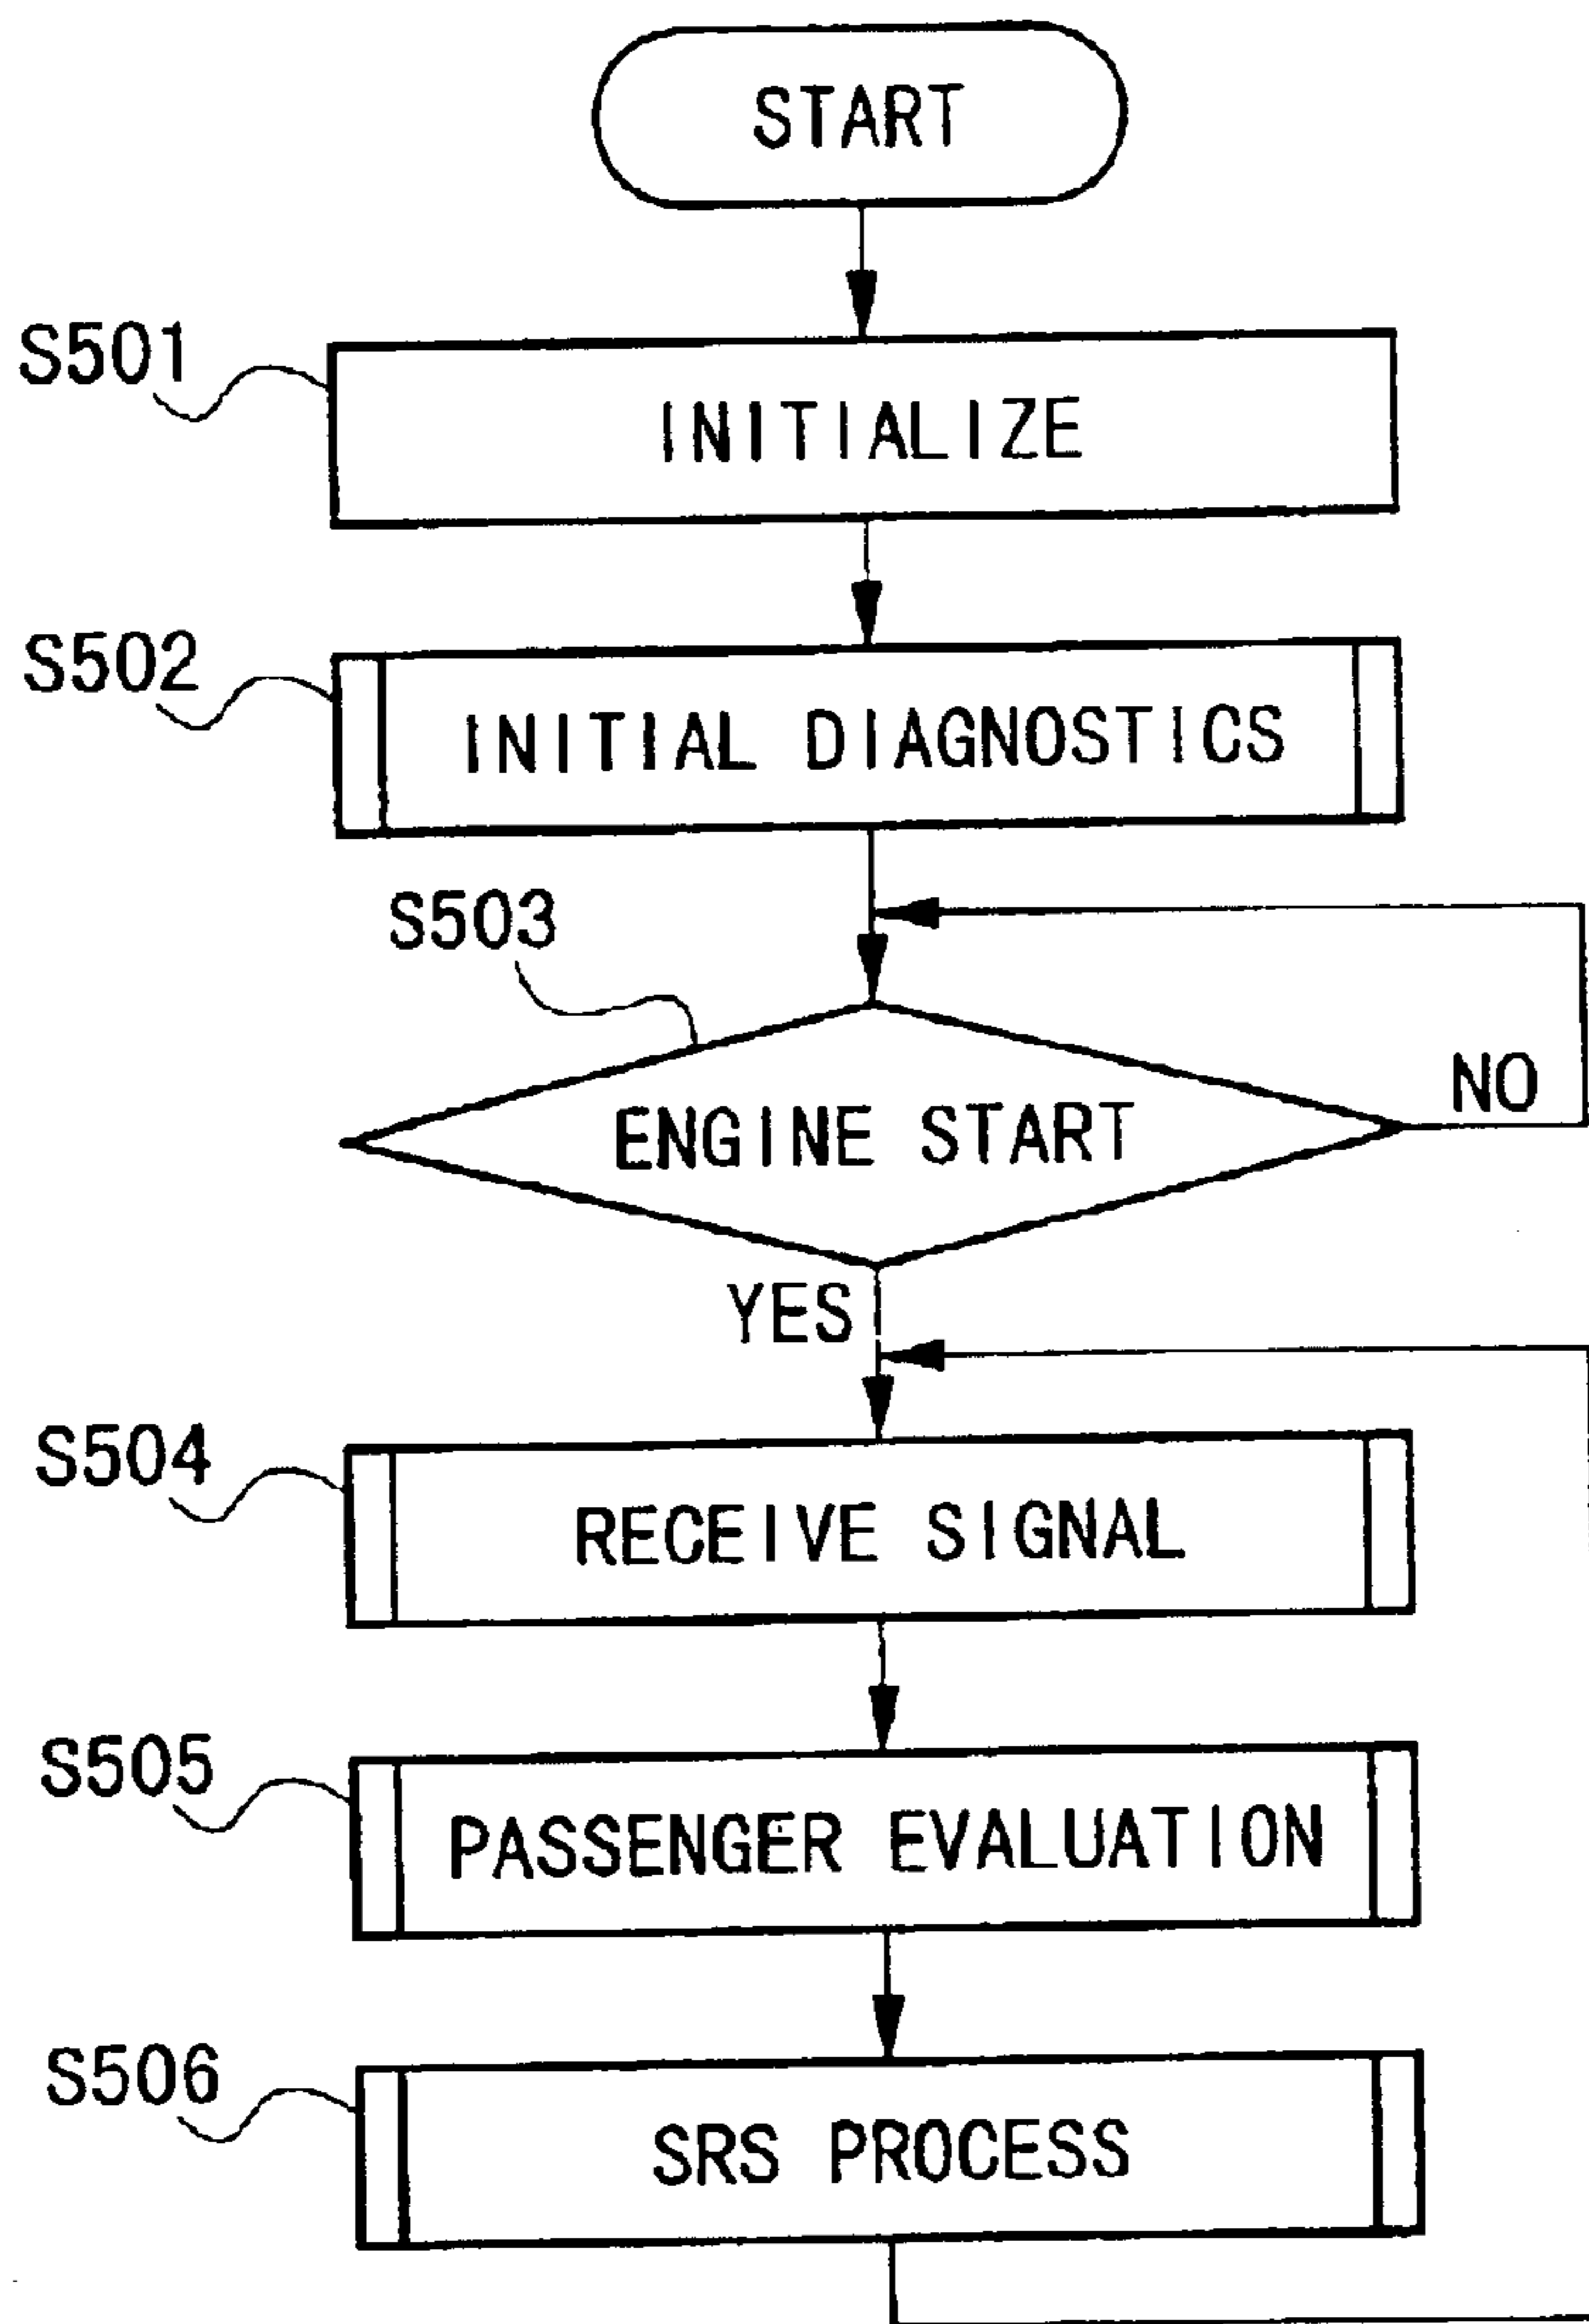 START
S501
INITIALIZE
S502
INITIAL DIAGNOSTICS
S503
ENGINE START
NO
YES
S504
RECEIVE SIGNAL
S505
PASSENGER EVALUATION
S506
SRS PROCESS